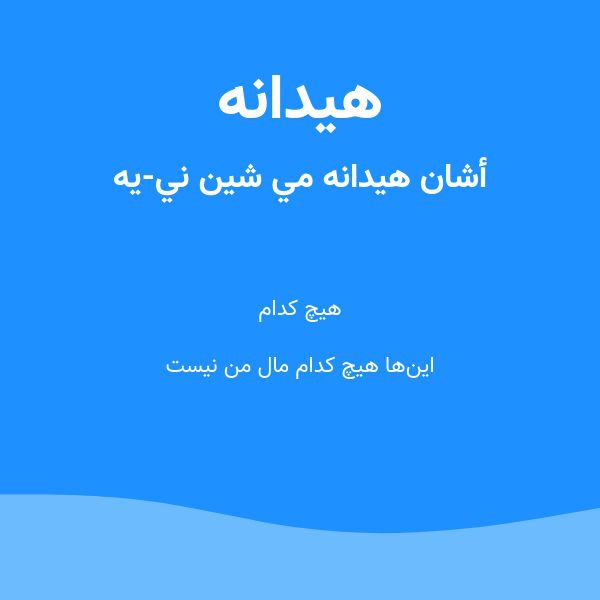 هيدانه
أشان هيدانه مي شين ني-يه
هیچ کدام
این‌ها هیچ کدام مال من نیست